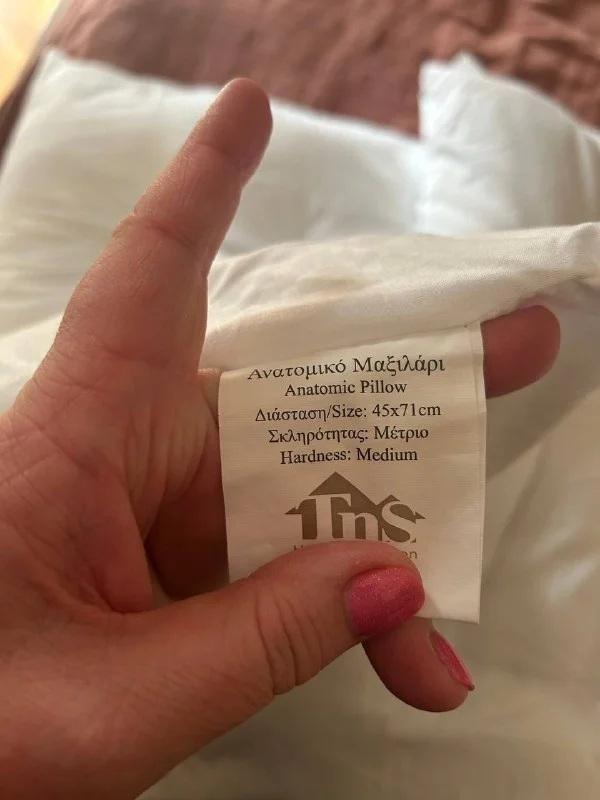 Ανατομικό Μαξιλάρι
Anatomic Pillow
Διάσταση/Size: 45x71cm
Σκληρότητας: Μέτριο
Hardness: Medium
TnS